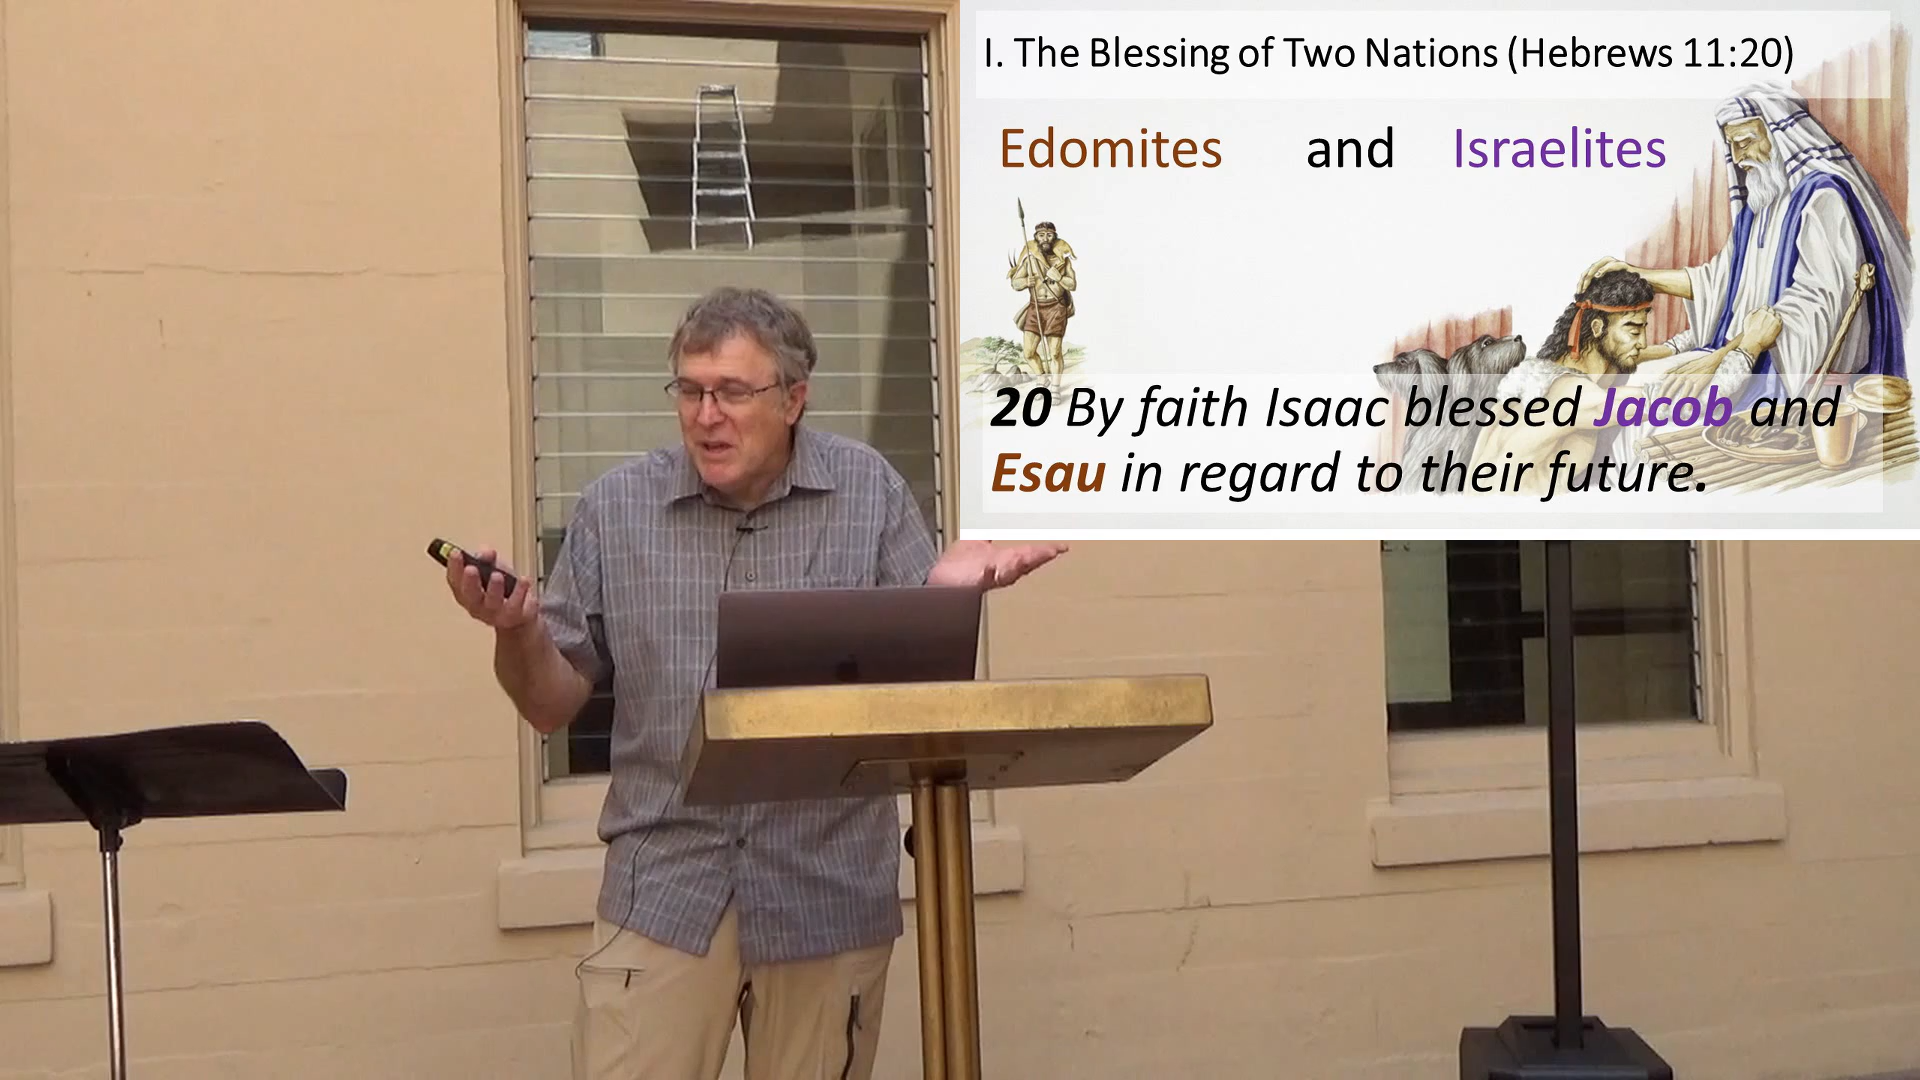 I. The Blessing of Two Nations (Hebrews 11:20)
Edomites and Israelites
20 By faith Isaac blessed Jacob and
Esau in regard to their future.